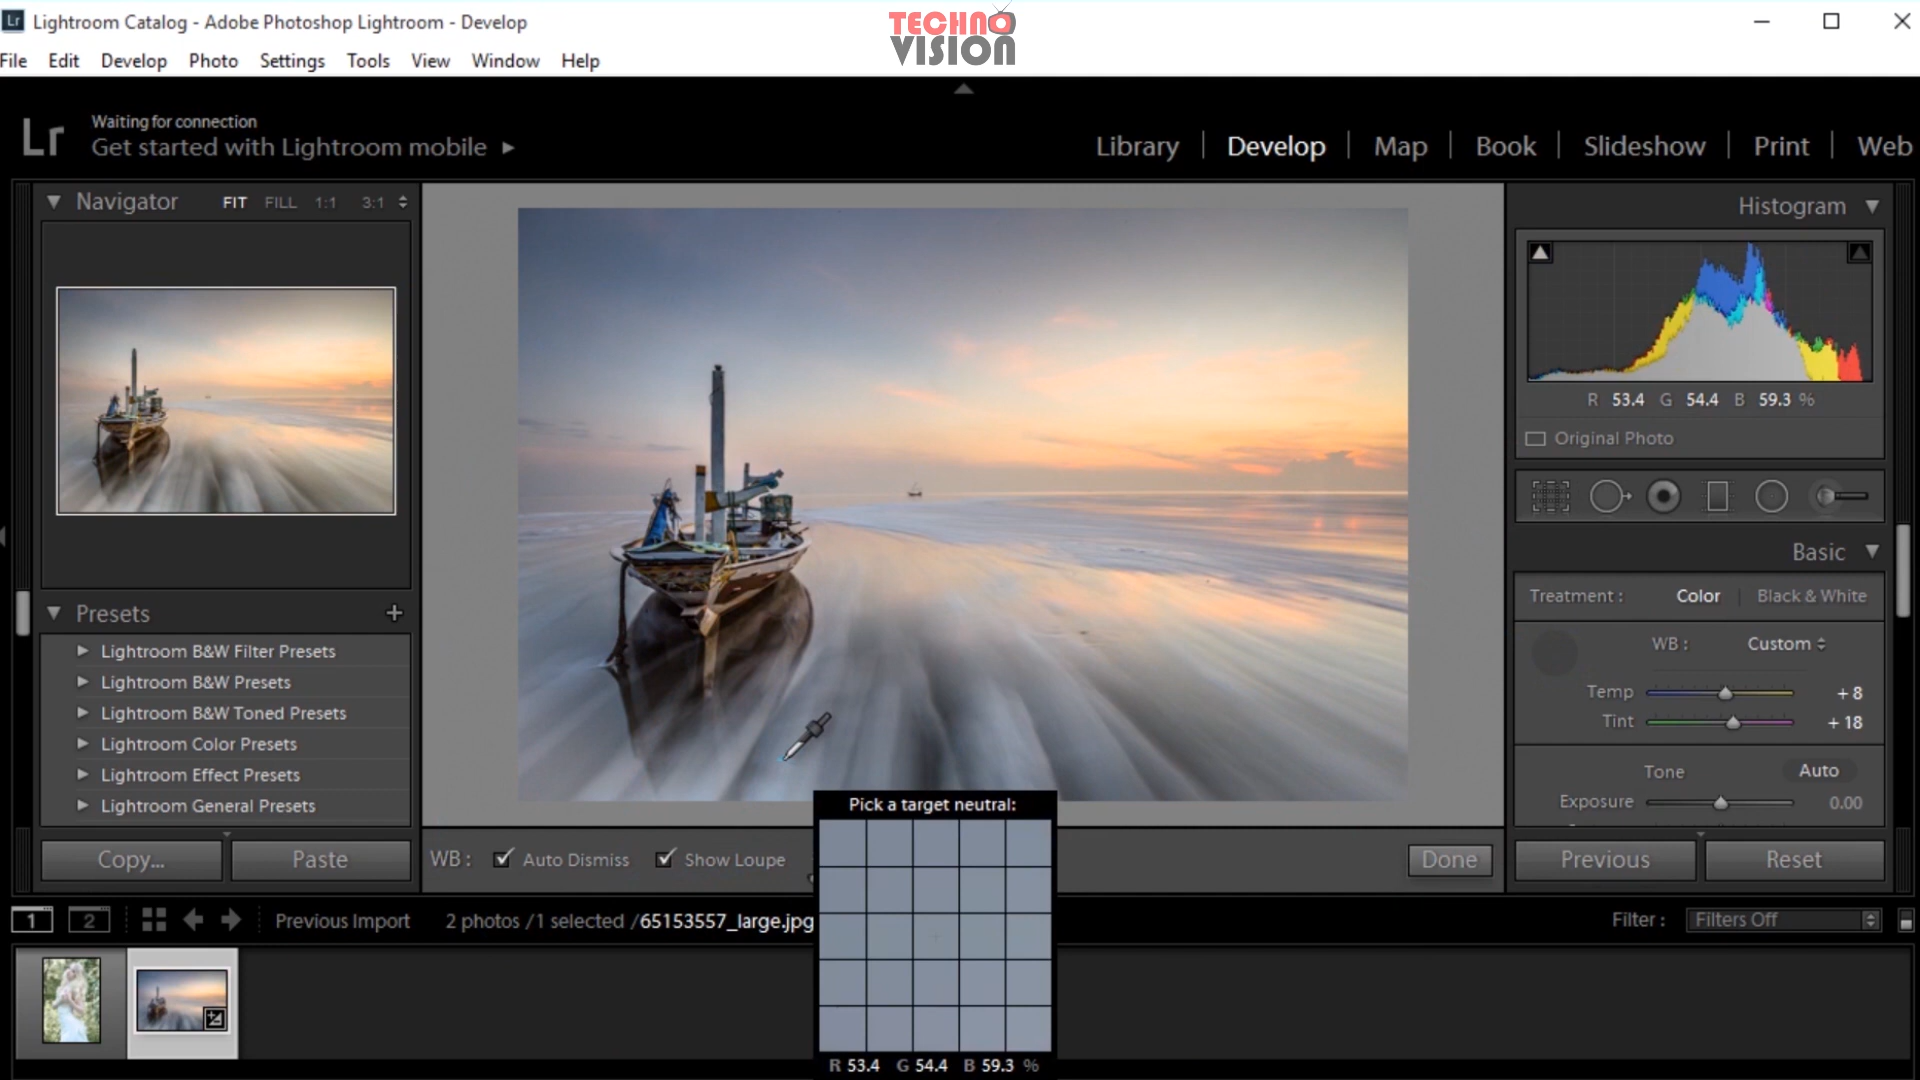 Lr Lightroom Catalog - Adobe Photoshop Lightroom - Develop
TECHNO
VISION
File Edit Develop Photo Settings Tools View Window Help
Lr
Waiting for connection
Get started with Lightroom mobile
Library | Develop | Map | Book | Slideshow | Print | Web
Navigator FIT FILL 1:1 3:1
Histogram
R 53.4 G 54.4 B 59.3 %
Original Photo
Basic
Treatment : Color | Black & White
WB : Custom
Temp + 8
Tint + 18
Tone Auto
Exposure 0.00
Presets +
Lightroom B&W Filter Presets
Lightroom B&W Presets
Lightroom B&W Toned Presets
Lightroom Color Presets
Lightroom Effect Presets
Lightroom General Presets
Copy... Paste
WB : Auto Dismiss Show Loupe
Done
Previous Reset
Pick a target neutral:
R 53.4 G 54.4 B 59.3 %
1 2 Previous Import 2 photos /1 selected /65153557_large.jpg
Filter : Filters Off